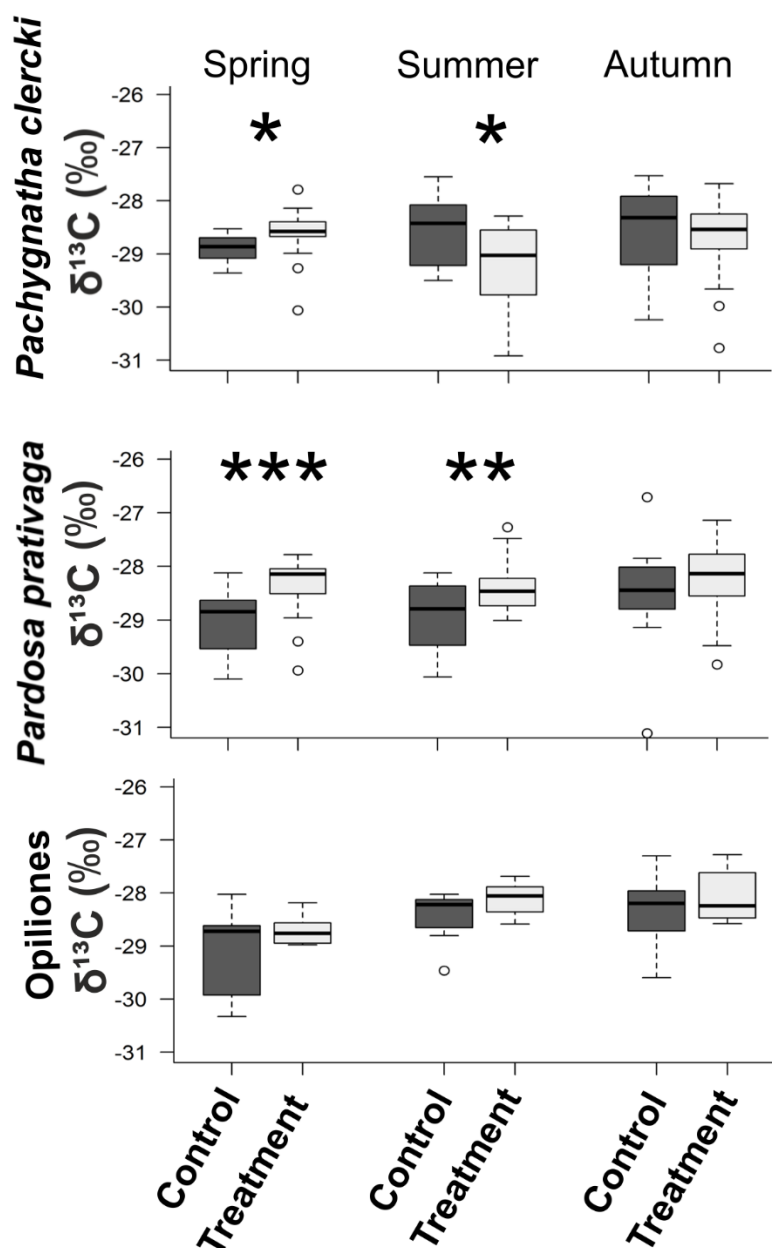 Spring Summer Autumn
Pachygnatha clercki
δ¹³C (‰)
-26
-27
-28
-29
-30
-31
* *
Pardosa prativaga
δ¹³C (‰)
-26
-27
-28
-29
-30
-31
*** **
Opiliones
δ¹³C (‰)
-26
-27
-28
-29
-30
-31
Control Treatment Control Treatment Control Treatment